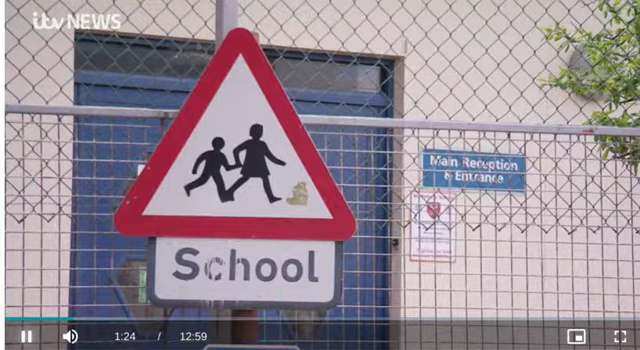 itv NEWS
Main Reception
& Entrance
School
1:24 / 12:59